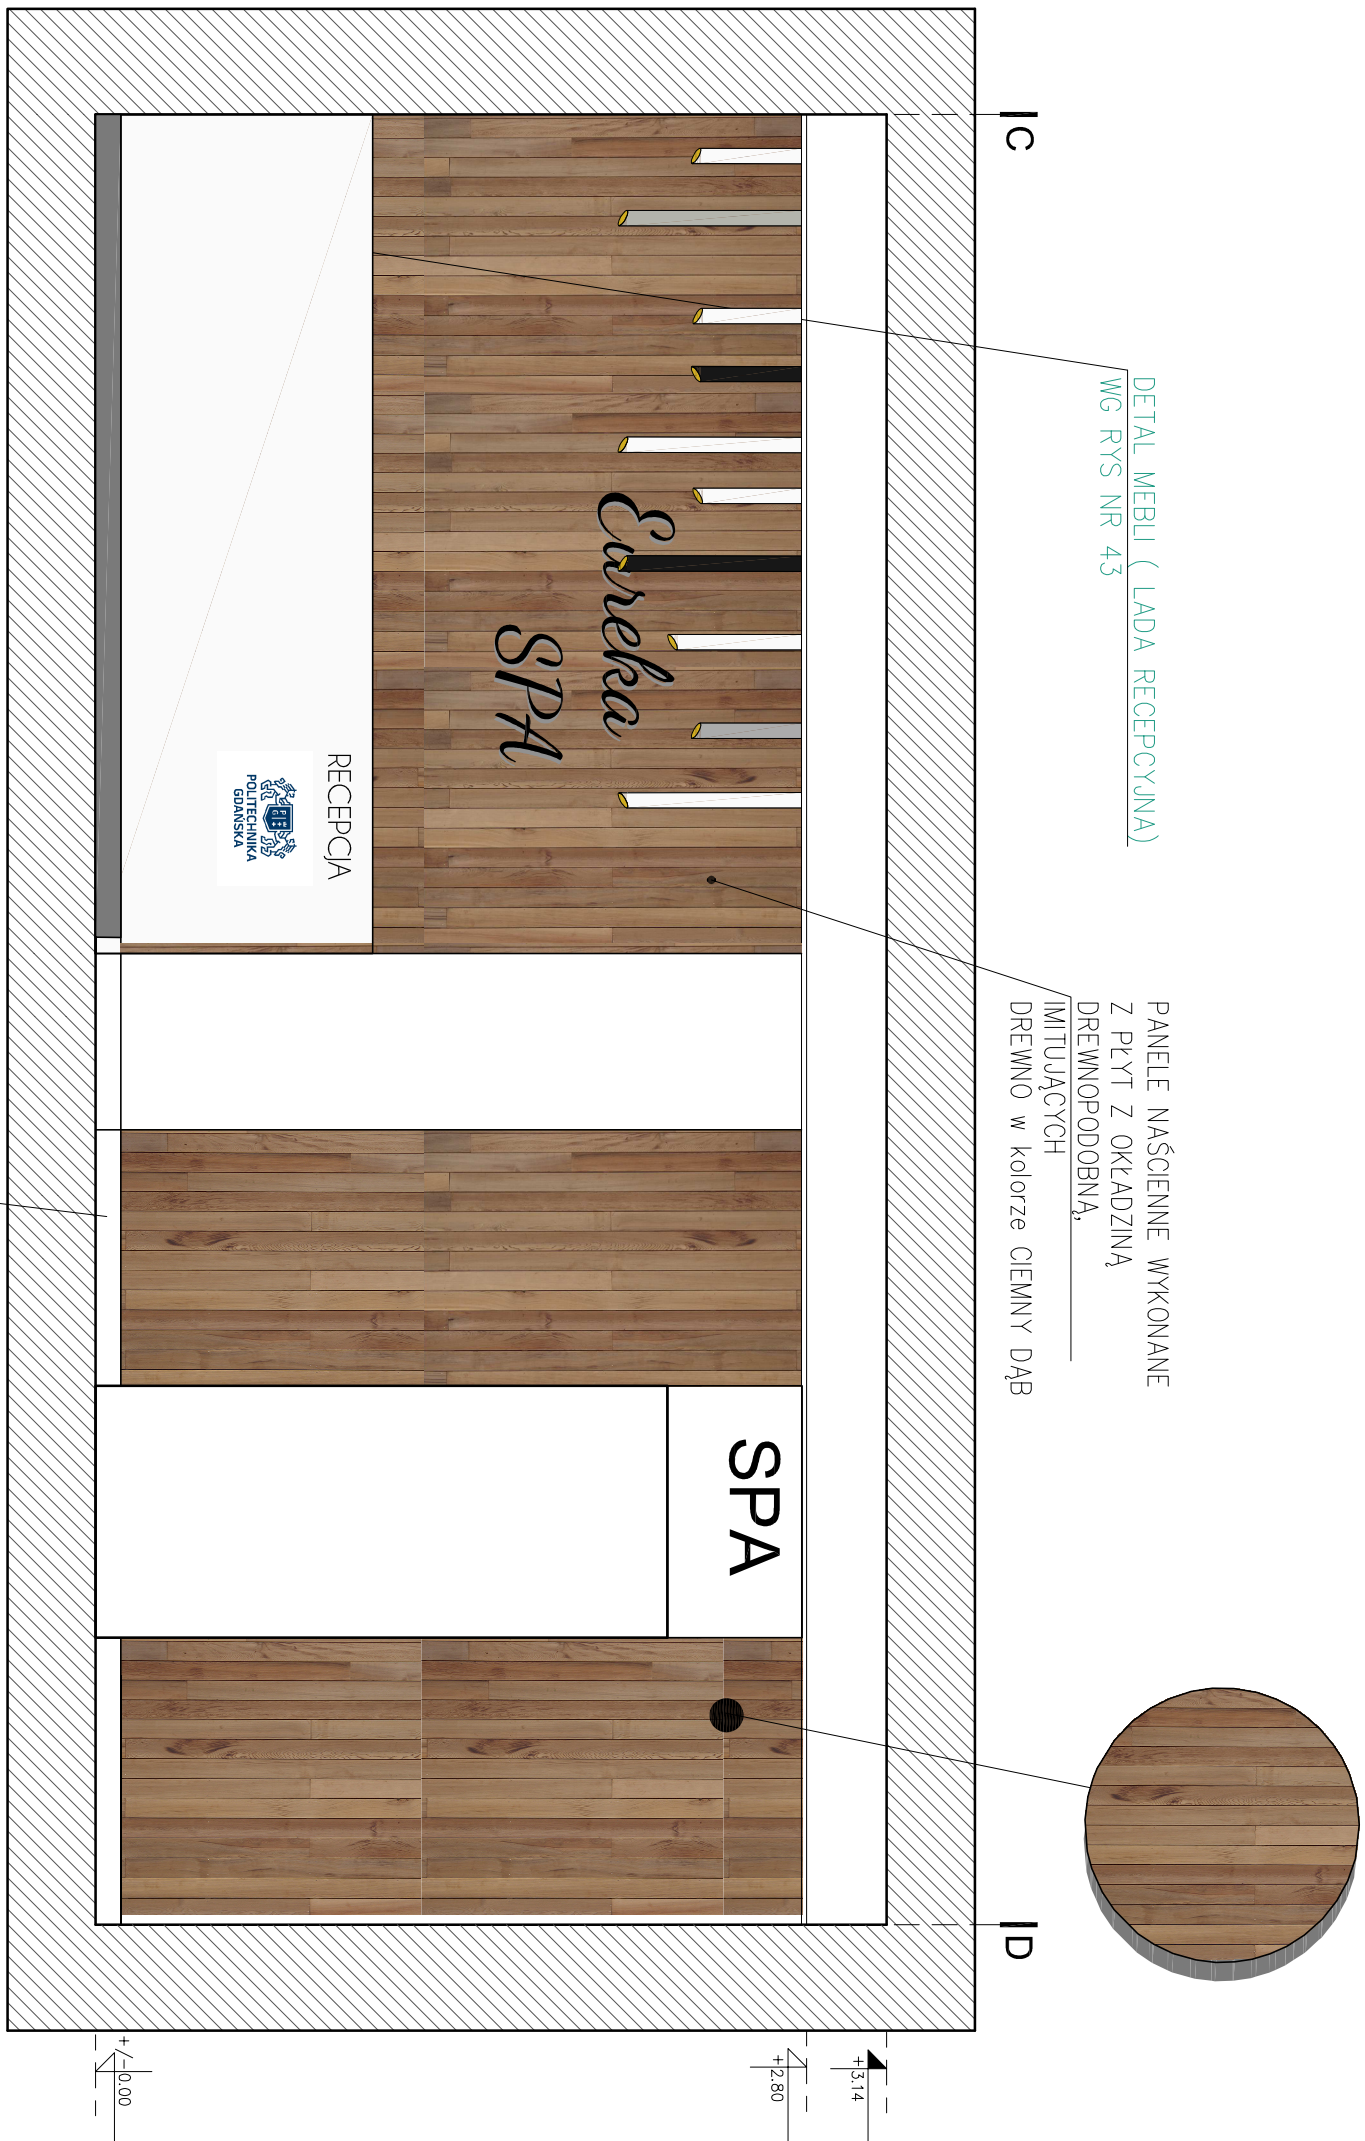 C
D
DETAL MEBLI ( LADA RECEPCYJNA)
WG RYS NR 43
PANELE NAŚCIENNE WYKONANE
Z PŁYT Z OKŁADZINĄ
DREWNOPODOBNĄ,
IMITUJĄCYCH
DREWNO w kolorze CIEMNY DĄB
+3.14
+2.80
+/-0.00
SPA
Eureka
SPA
RECEPCJA
POLITECHNIKA
GDAŃSKA